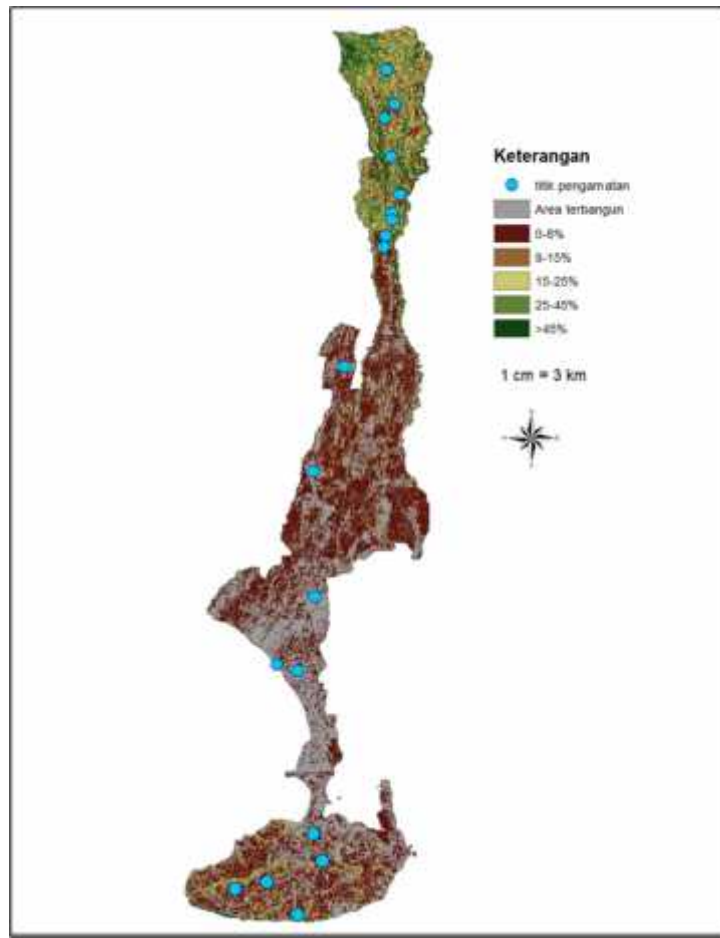 Keterangan
titik pengamatan
Area terbangun
0-8%
8-15%
15-25%
25-45%
>45%
1 cm = 3 km